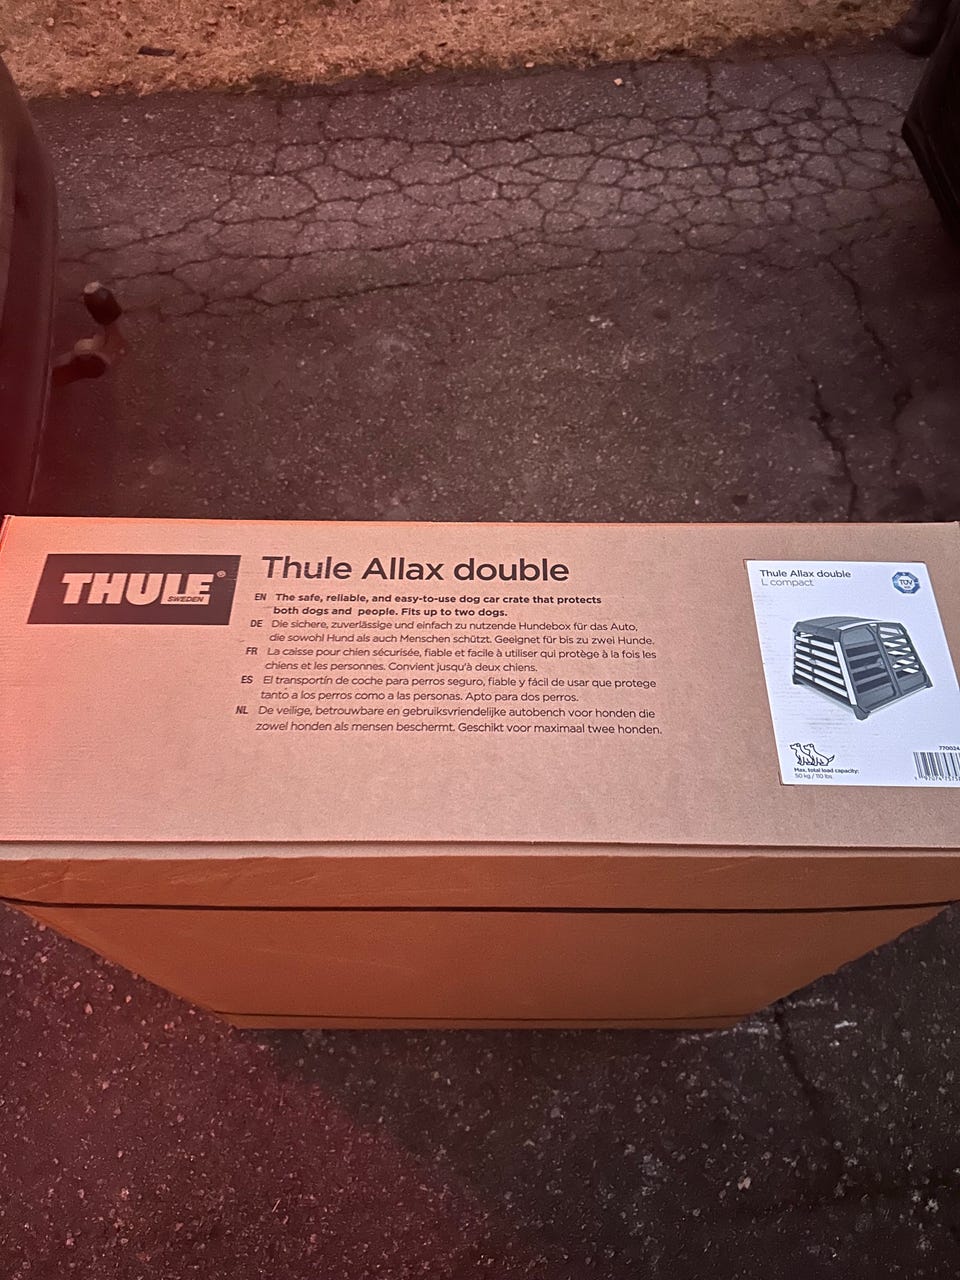 THULE®
SWEDEN
Thule Allax double
EN The safe, reliable, and easy-to-use dog car crate that protects
both dogs and people. Fits up to two dogs.
DE Die sichere, zuverlässige und einfach zu nutzende Hundebox für das Auto,
die sowohl Hund als auch Menschen schützt. Geeignet für bis zu zwei Hunde.
FR La caisse pour chien sécurisée, fiable et facile à utiliser qui protège à la fois les
chiens et les personnes. Convient jusqu'à deux chiens.
ES El transportín de coche para perros seguro, fiable y fácil de usar que protege
tanto a los perros como a las personas. Apto para dos perros.
NL De veilige, betrouwbare en gebruiksvriendelijke autobench voor honden die
zowel honden als mensen beschermt. Geschikt voor maximaal twee honden.
Thule Allax double
L compact
TÜV
Max. total load capacity:
50 kg / 110 lbs
770024